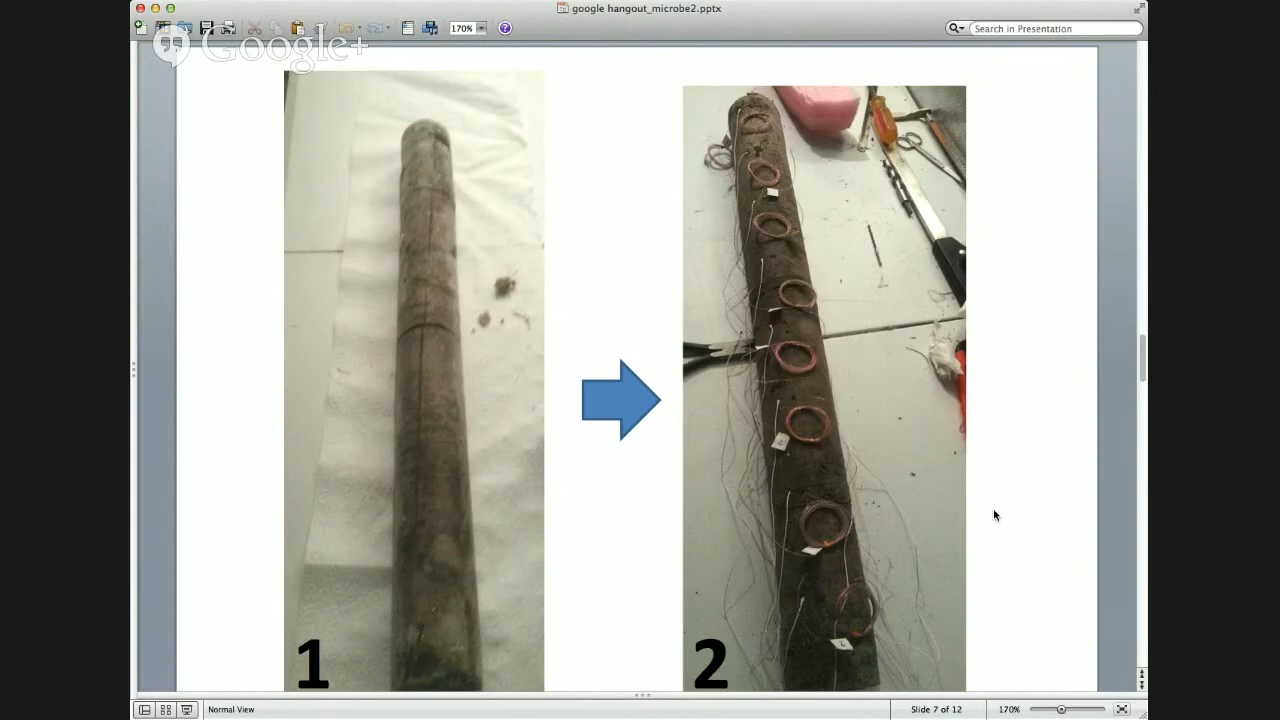 google hangout_microbe2.pptx
170%
Search in Presentation
Google+
1
2
Normal View
Slide 7 of 12
170%